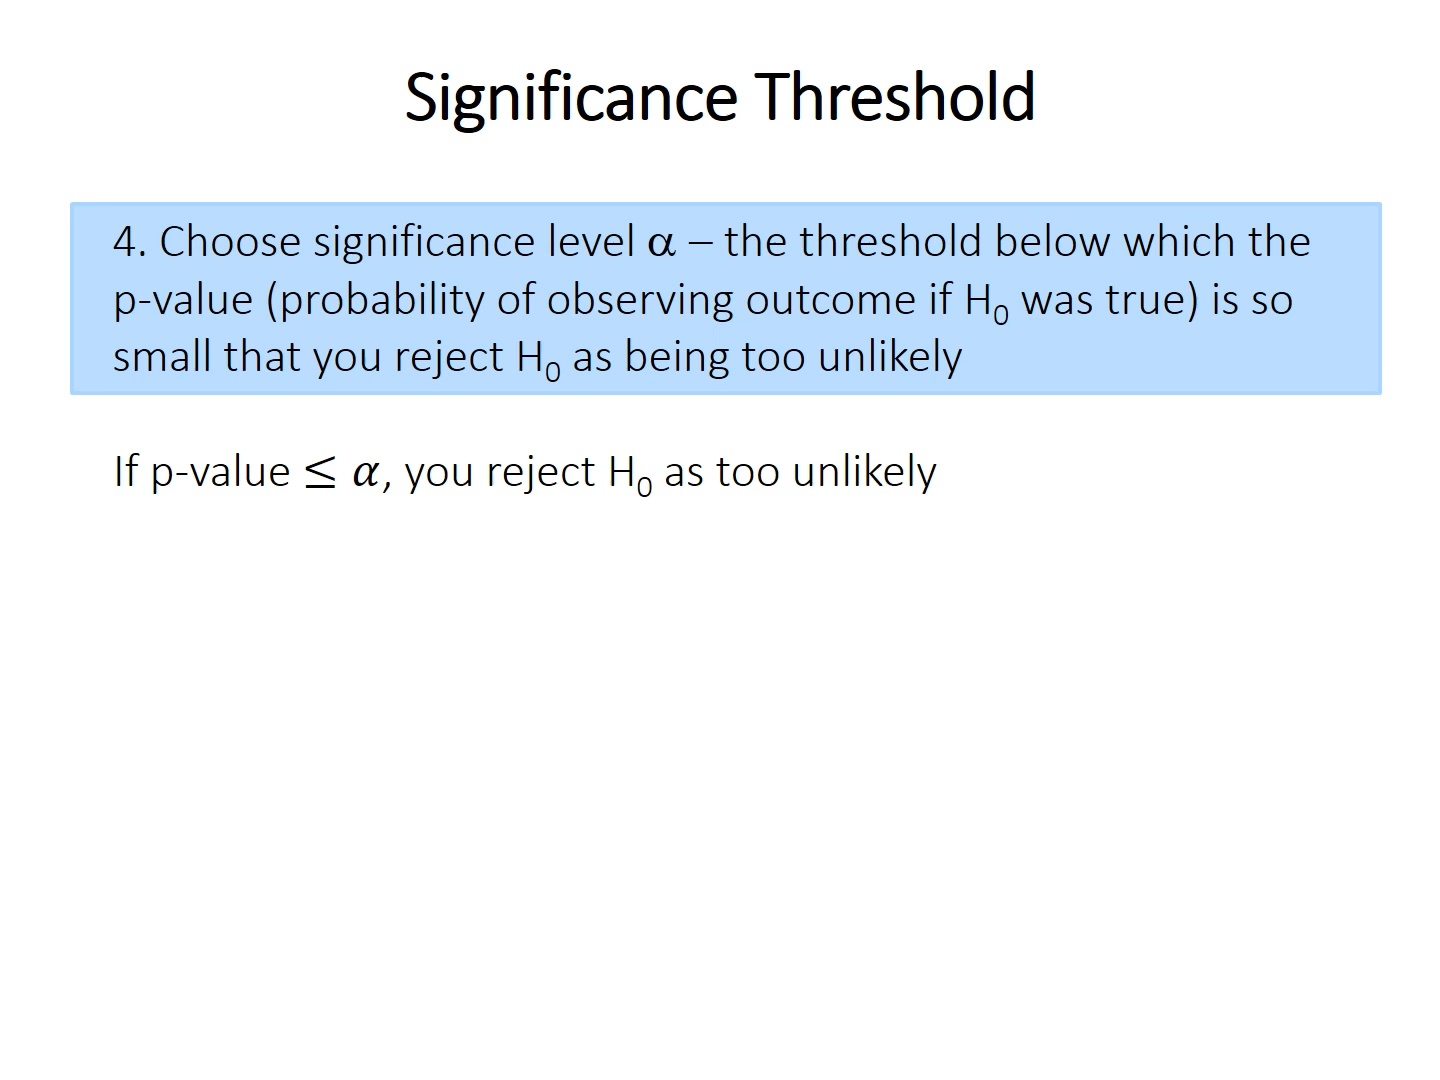 Significance Threshold
4. Choose significance level α – the threshold below which the
p-value (probability of observing outcome if H₀ was true) is so
small that you reject H₀ as being too unlikely
If p-value ≤ α, you reject H₀ as too unlikely